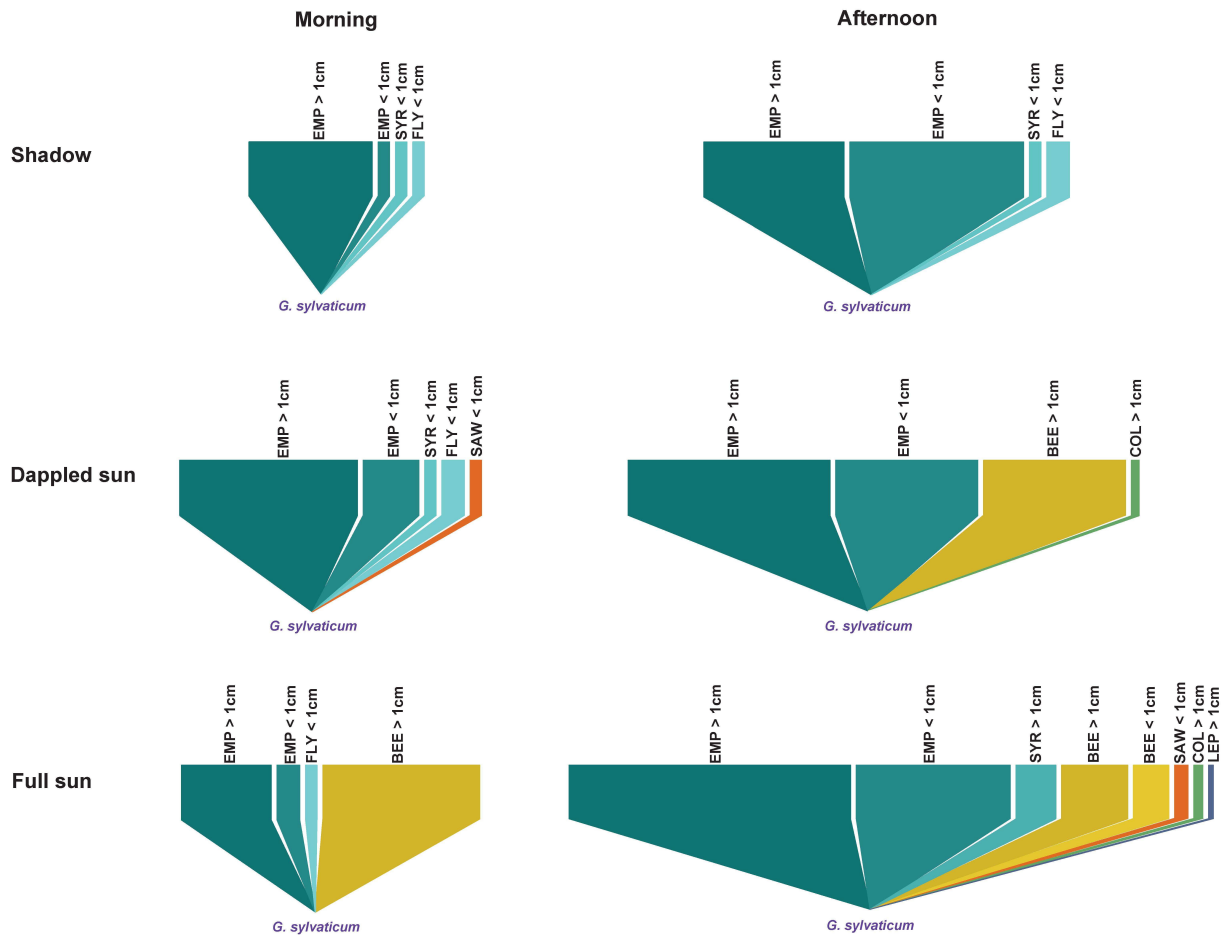 Morning
Afternoon
Shadow
EMP > 1cm
EMP < 1cm
SYR < 1cm
FLY < 1cm
G. sylvaticum
EMP > 1cm
EMP < 1cm
SYR < 1cm
FLY < 1cm
G. sylvaticum
Dappled sun
EMP > 1cm
EMP < 1cm
SYR < 1cm
FLY < 1cm
SAW < 1cm
G. sylvaticum
EMP > 1cm
EMP < 1cm
BEE > 1cm
COL > 1cm
G. sylvaticum
Full sun
EMP > 1cm
EMP < 1cm
FLY < 1cm
BEE > 1cm
G. sylvaticum
EMP > 1cm
EMP < 1cm
SYR > 1cm
BEE > 1cm
BEE < 1cm
SAW < 1cm
COL > 1cm
LEP > 1cm
G. sylvaticum